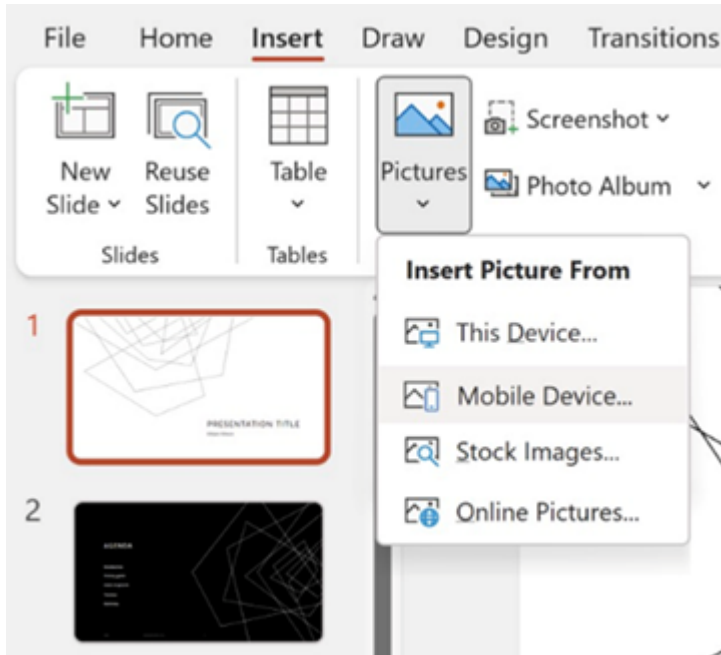 File Home Insert Draw Design Transitions
New Slide
Reuse Slides
Table
Pictures
Screenshot
Photo Album
Slides
Tables
Insert Picture From
This Device...
Mobile Device...
Stock Images...
Online Pictures...
1
PRESENTATION TITLE
2
AGENDA